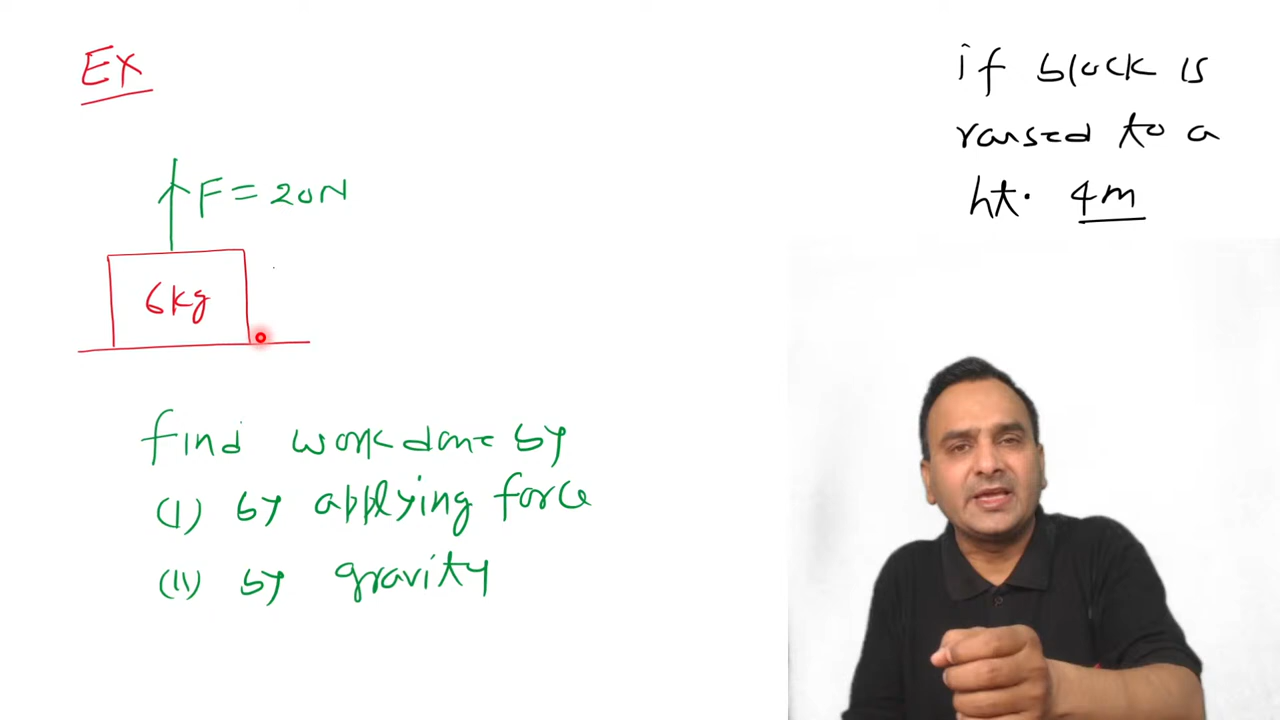 Ex
if block is
raised to a
ht. 4m
F = 20N
6kg
find work done by
(I) by applying force
(II) by gravity